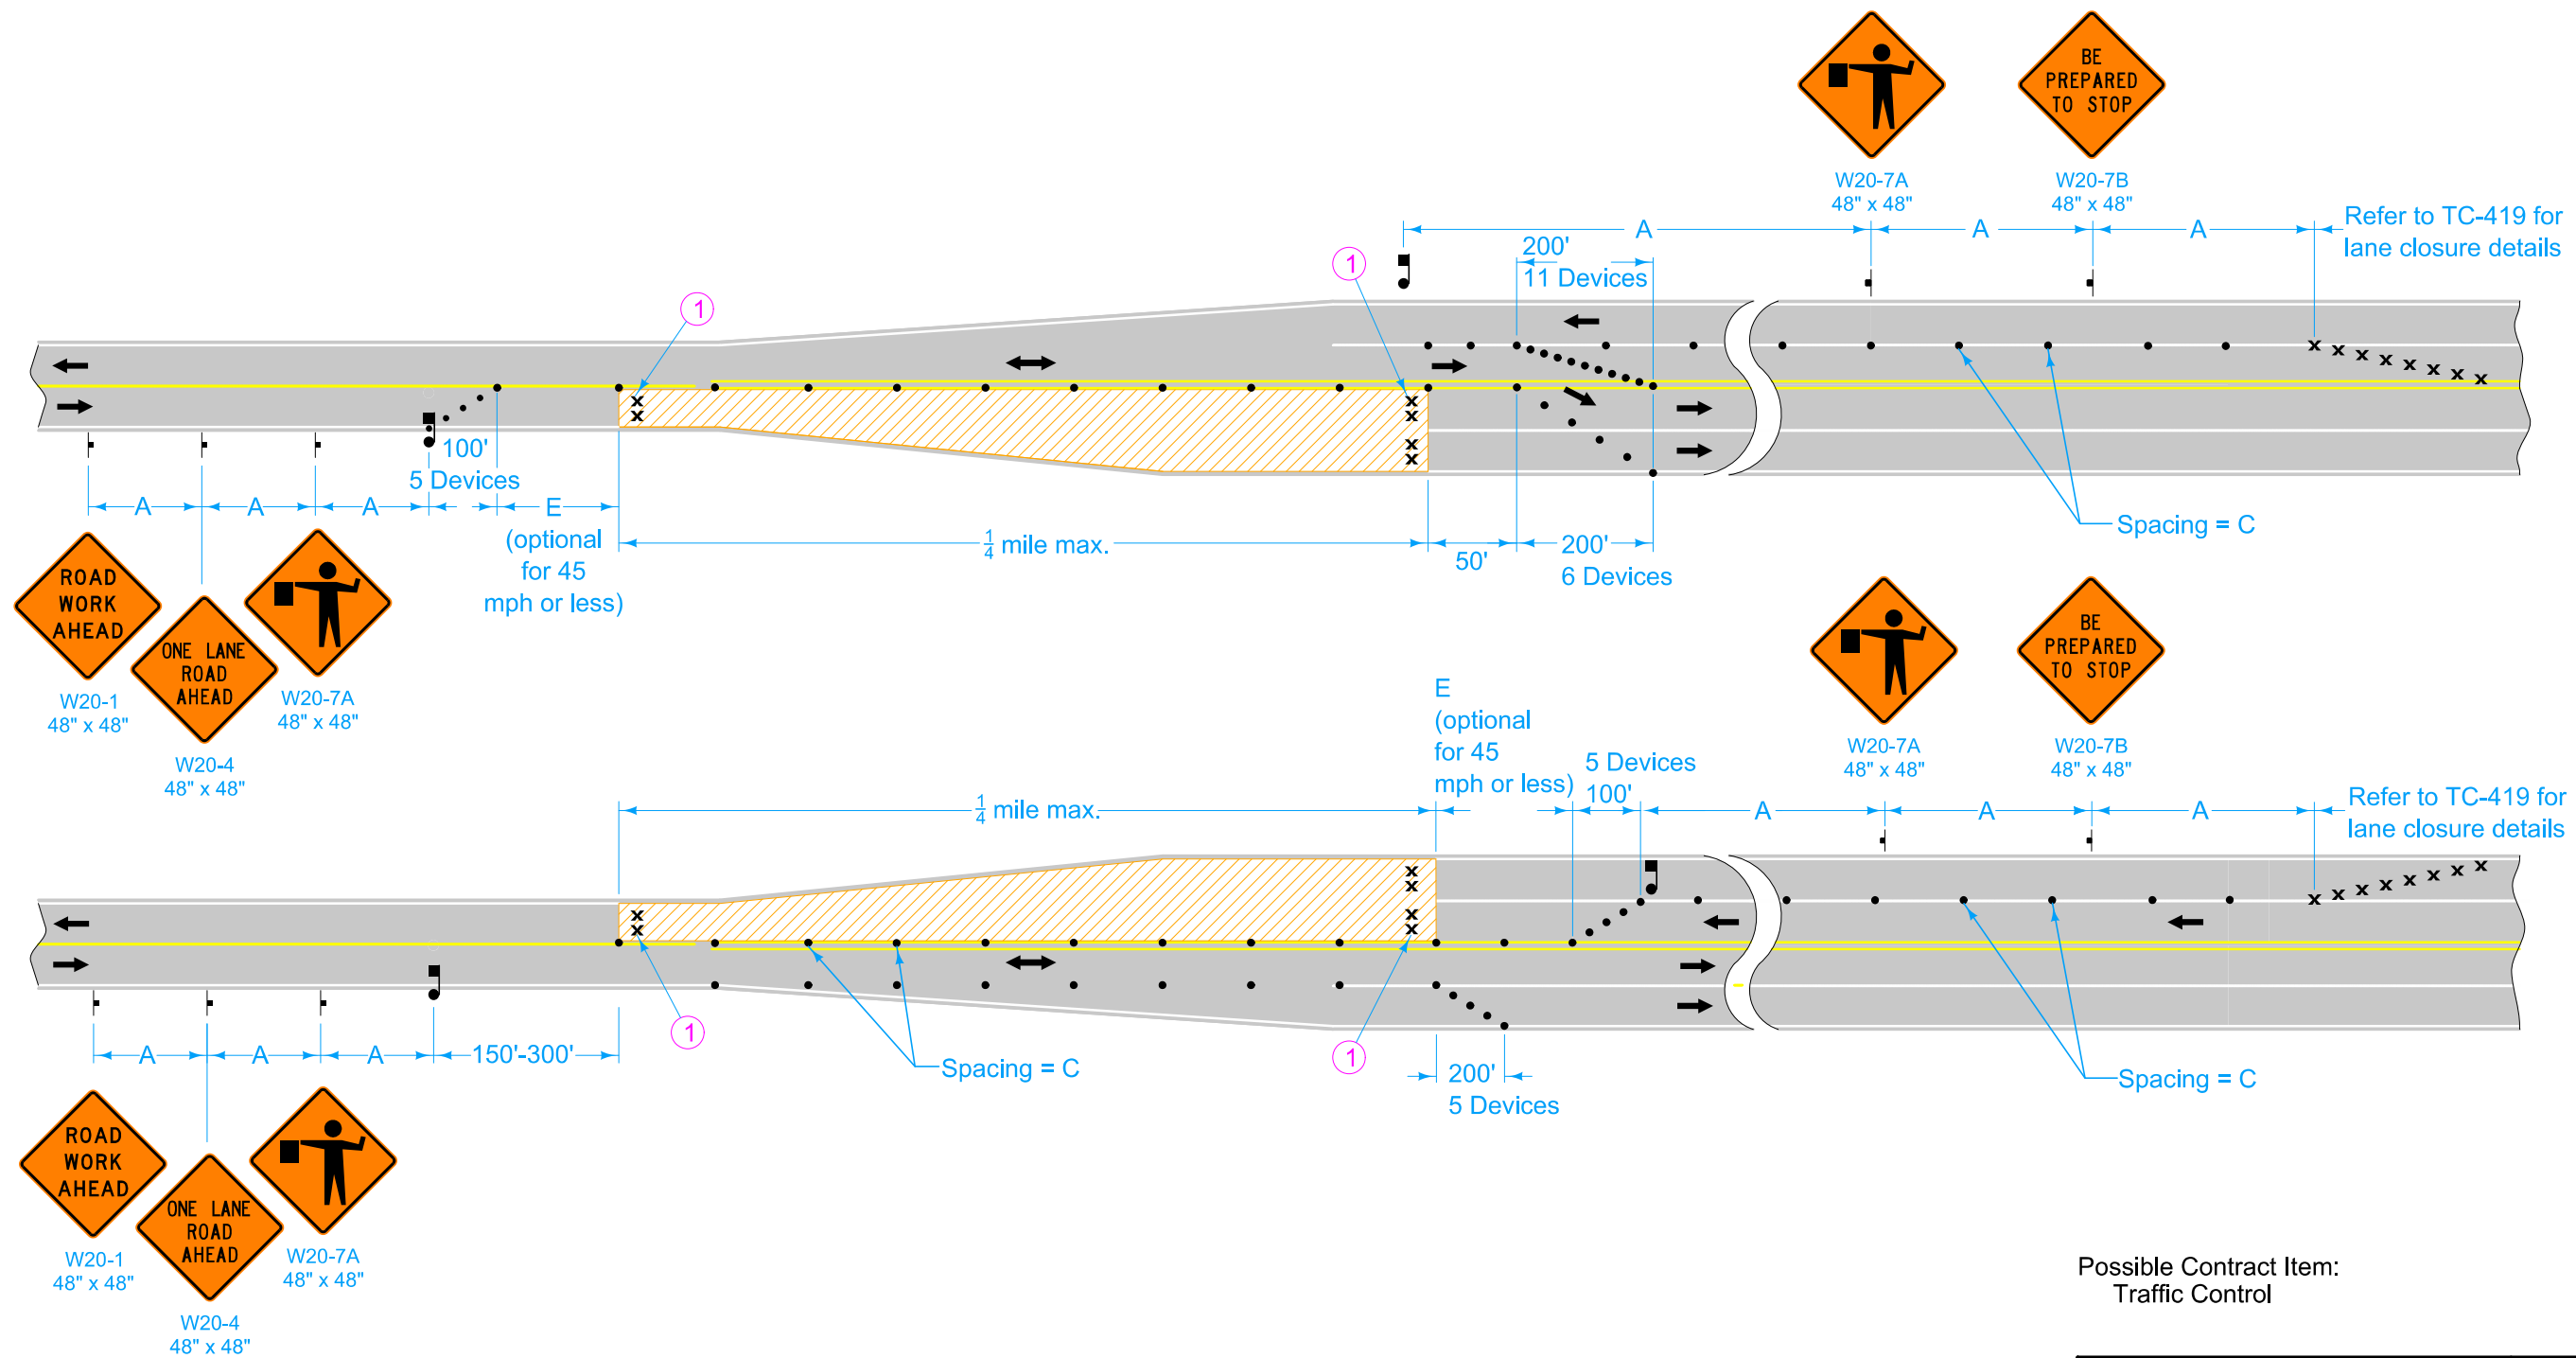 BE
PREPARED
TO STOP
W20-7A
48" x 48"
W20-7B
48" x 48"
Refer to TC-419 for
lane closure details
A
A
A
200'
11 Devices
1
1
100'
5 Devices
A
A
A
E
(optional
for 45
mph or less)
1/4 mile max.
50'
200'
6 Devices
Spacing = C
ROAD
WORK
AHEAD
W20-1
48" x 48"
ONE LANE
ROAD
AHEAD
W20-4
48" x 48"
W20-7A
48" x 48"
BE
PREPARED
TO STOP
W20-7A
48" x 48"
W20-7B
48" x 48"
E
(optional
for 45
mph or less)
5 Devices
100'
1/4 mile max.
A
A
A
Refer to TC-419 for
lane closure details
1
1
A
A
A
150'-300'
Spacing = C
200'
5 Devices
Spacing = C
ROAD
WORK
AHEAD
W20-1
48" x 48"
ONE LANE
ROAD
AHEAD
W20-4
48" x 48"
W20-7A
48" x 48"
Possible Contract Item:
Traffic Control